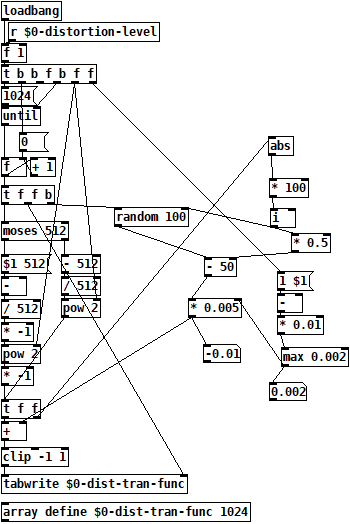 loadbang
r $0-distortion-level
f 1
t b b f b f f
1024
until
0
f
+ 1
t f f b
random 100
moses 512
$1 512
- 512
-
/ 512
/ 512
pow 2
* -1
pow 2
* -1
t f f
+
clip -1 1
tabwrite $0-dist-tran-func
array define $0-dist-tran-func 1024
abs
* 100
i
* 0.5
- 50
1 $1
-
* 0.005
* 0.01
-0.01
max 0.002
0.002